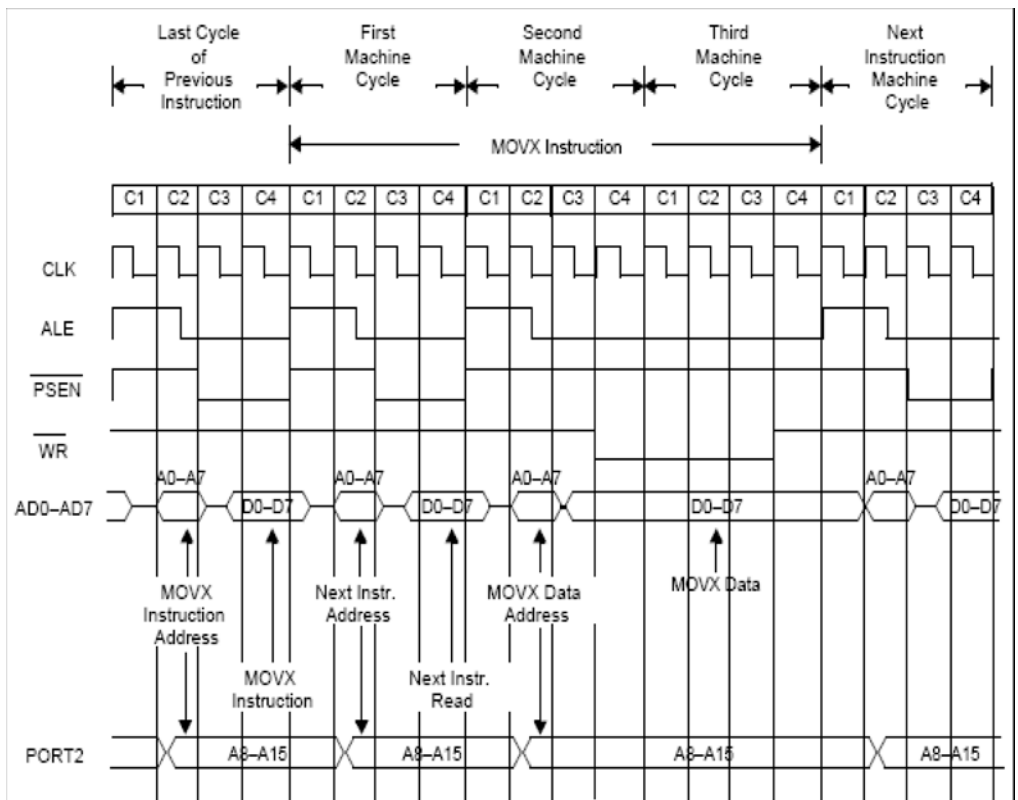 Last Cycle of Previous Instruction
First Machine Cycle
Second Machine Cycle
Third Machine Cycle
Next Instruction Machine Cycle
MOVX Instruction
C1 C2 C3 C4 C1 C2 C3 C4 C1 C2 C3 C4 C1 C2 C3 C4 C1 C2 C3 C4
CLK
ALE
PSEN
WR
A0–A7 A0–A7 A0–A7 A0–A7
AD0–AD7 D0–D7 D0–D7 D0–D7 D0–D7
MOVX Instruction Address
Next Instr. Address
MOVX Data Address
MOVX Data
MOVX Instruction
Next Instr. Read
PORT2 A8–A15 A8–A15 A8–A15 A8–A15